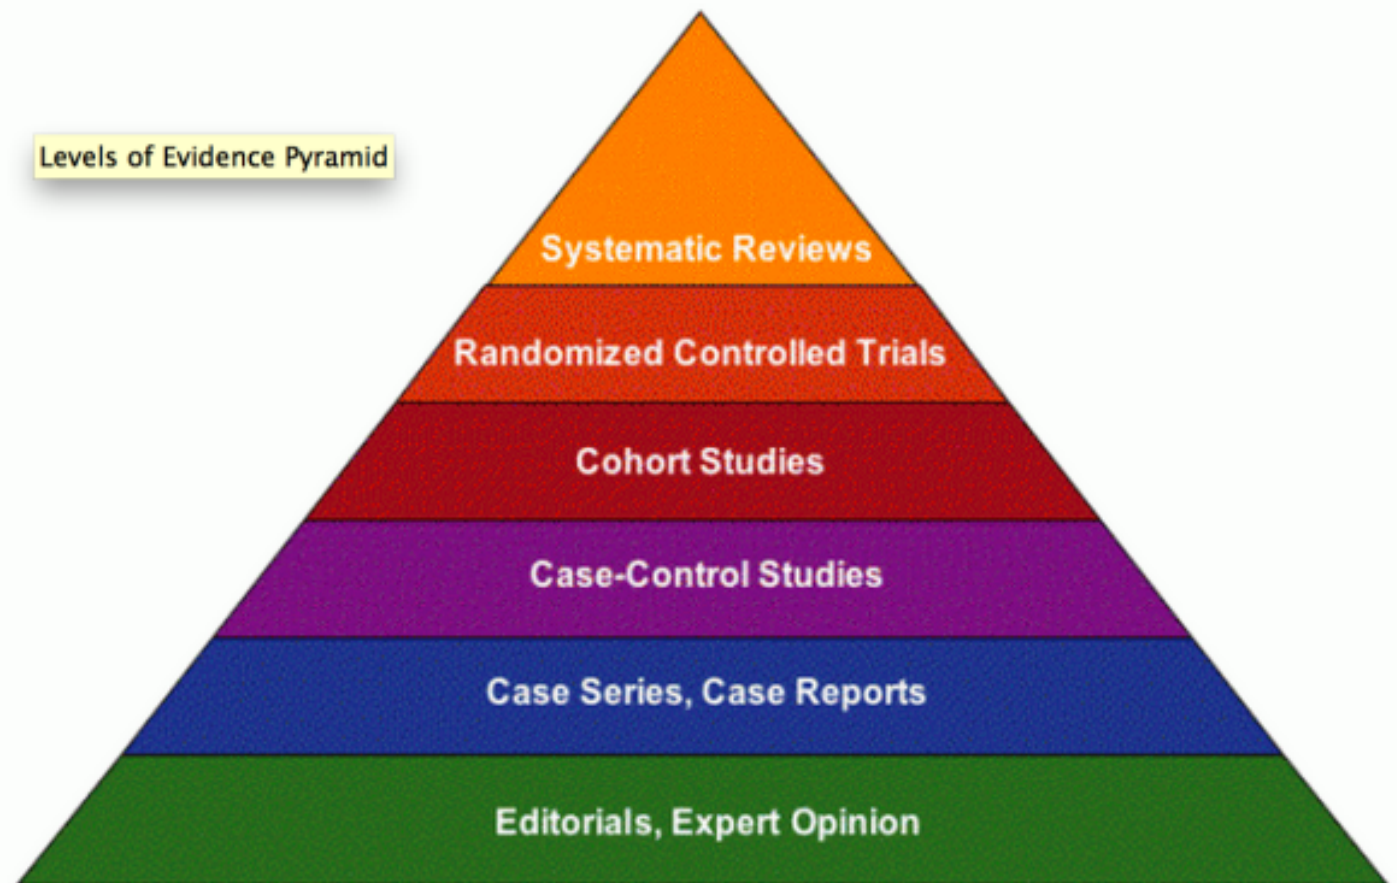 Levels of Evidence Pyramid
Systematic Reviews
Randomized Controlled Trials
Cohort Studies
Case-Control Studies
Case Series, Case Reports
Editorials, Expert Opinion